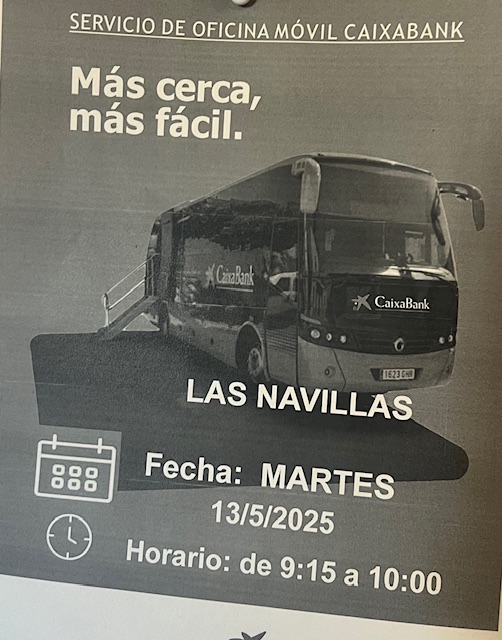 SERVICIO DE OFICINA MÓVIL CAIXABANK
Más cerca,
más fácil.
CaixaBank
CaixaBank
1623 GHR
LAS NAVILLAS
Fecha: MARTES
13/5/2025
Horario: de 9:15 a 10:00